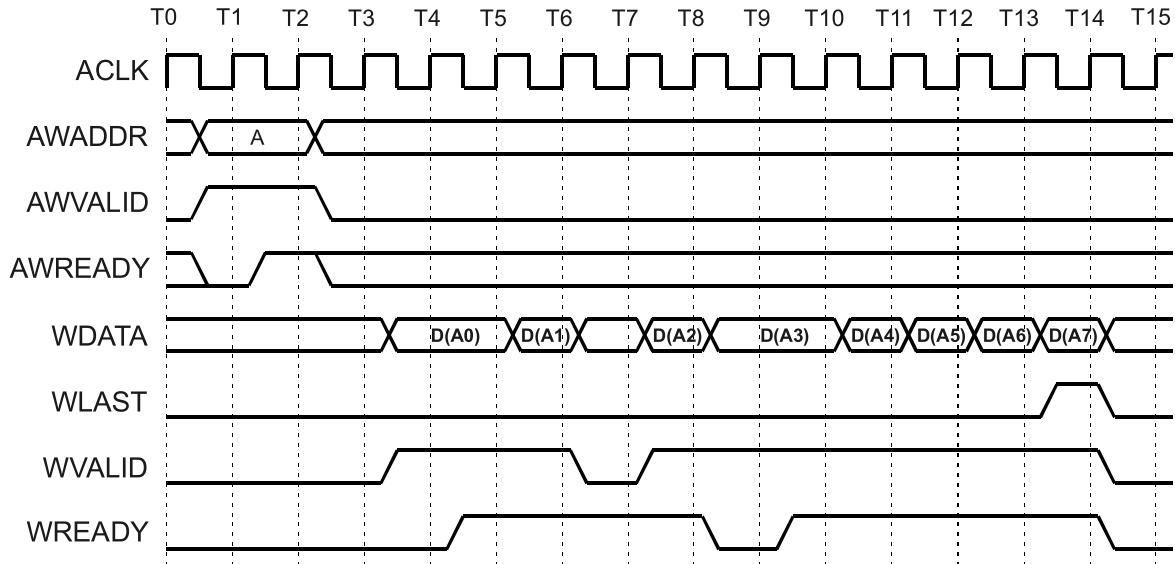 T0 T1 T2 T3 T4 T5 T6 T7 T8 T9 T10 T11 T12 T13 T14 T15
ACLK
AWADDR A
AWVALID
AWREADY
WDATA D(A0) D(A1) D(A2) D(A3) D(A4) D(A5) D(A6) D(A7)
WLAST
WVALID
WREADY